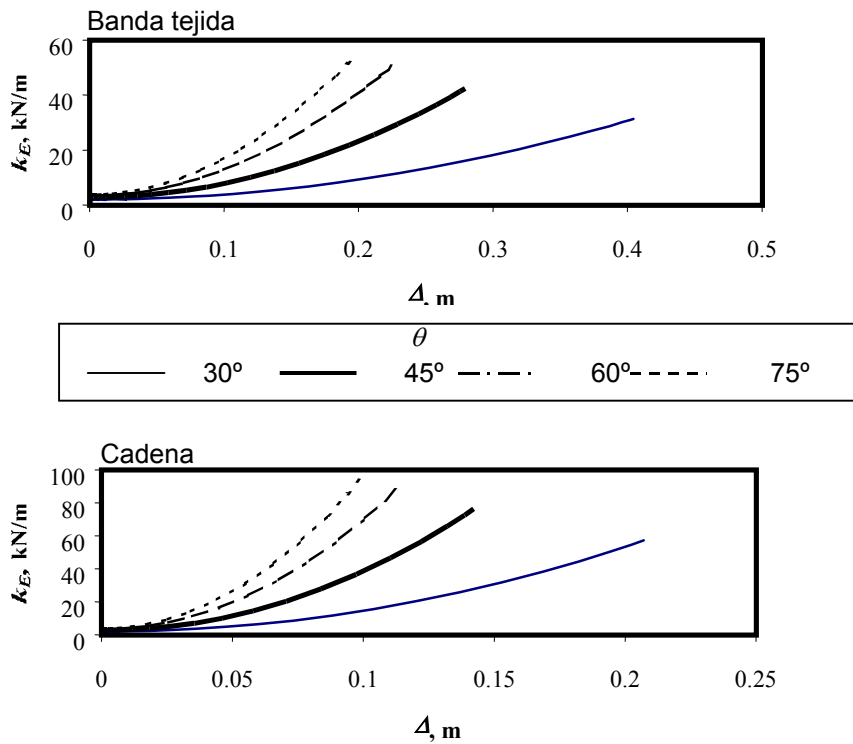 Banda tejida
60
40
20
0
k_E, kN/m
0 0.1 0.2 0.3 0.4 0.5
Δ, m
θ
30º 45º 60º 75º
Cadena
100
80
60
40
20
0
k_E, kN/m
0 0.05 0.1 0.15 0.2 0.25
Δ, m